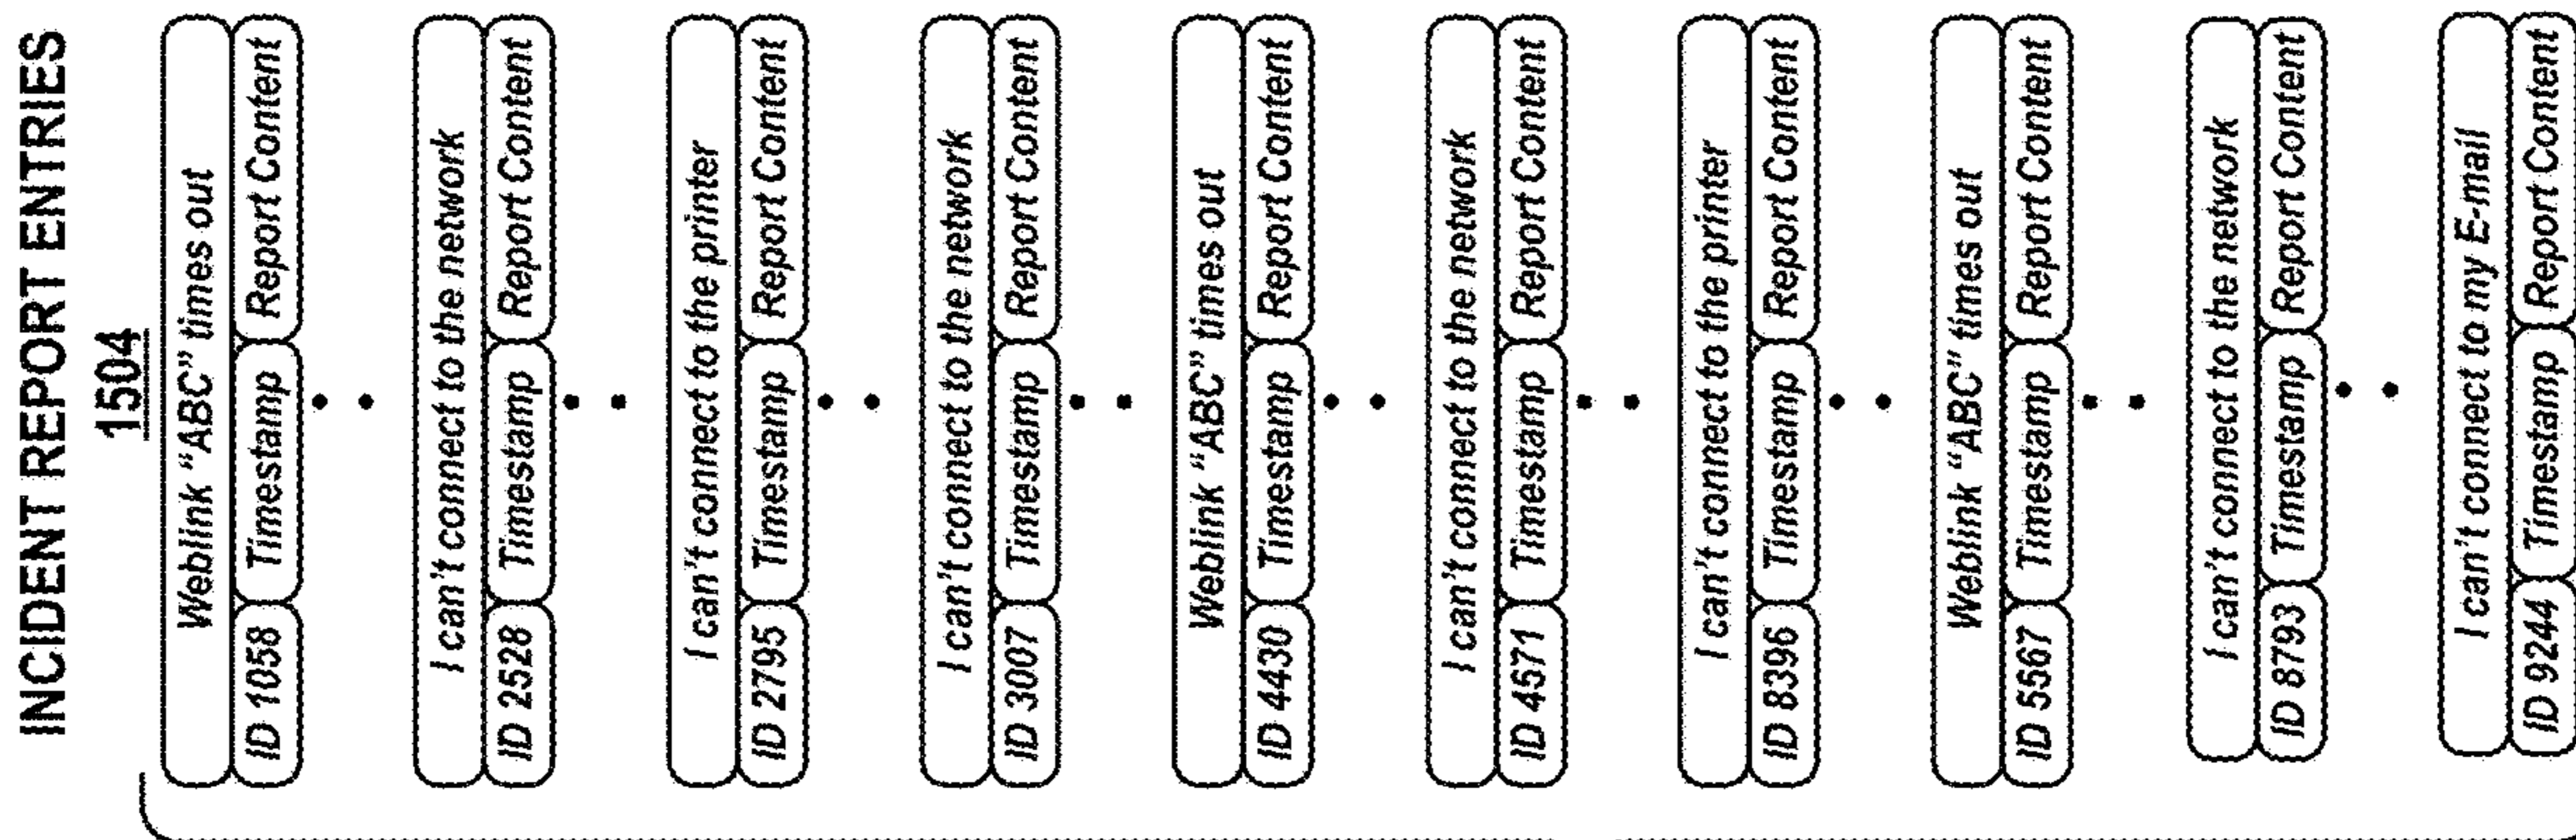 INCIDENT REPORT ENTRIES
1504
Weblink “ABC” times out
ID 1058 Timestamp Report Content
I can't connect to the network
ID 2528 Timestamp Report Content
I can't connect to the printer
ID 2795 Timestamp Report Content
I can't connect to the network
ID 3007 Timestamp Report Content
Weblink “ABC” times out
ID 4430 Timestamp Report Content
I can't connect to the network
ID 4571 Timestamp Report Content
I can't connect to the printer
ID 8396 Timestamp Report Content
Weblink “ABC” times out
ID 5567 Timestamp Report Content
I can't connect to the network
ID 8793 Timestamp Report Content
I can't connect to my E-mail
ID 9244 Timestamp Report Content